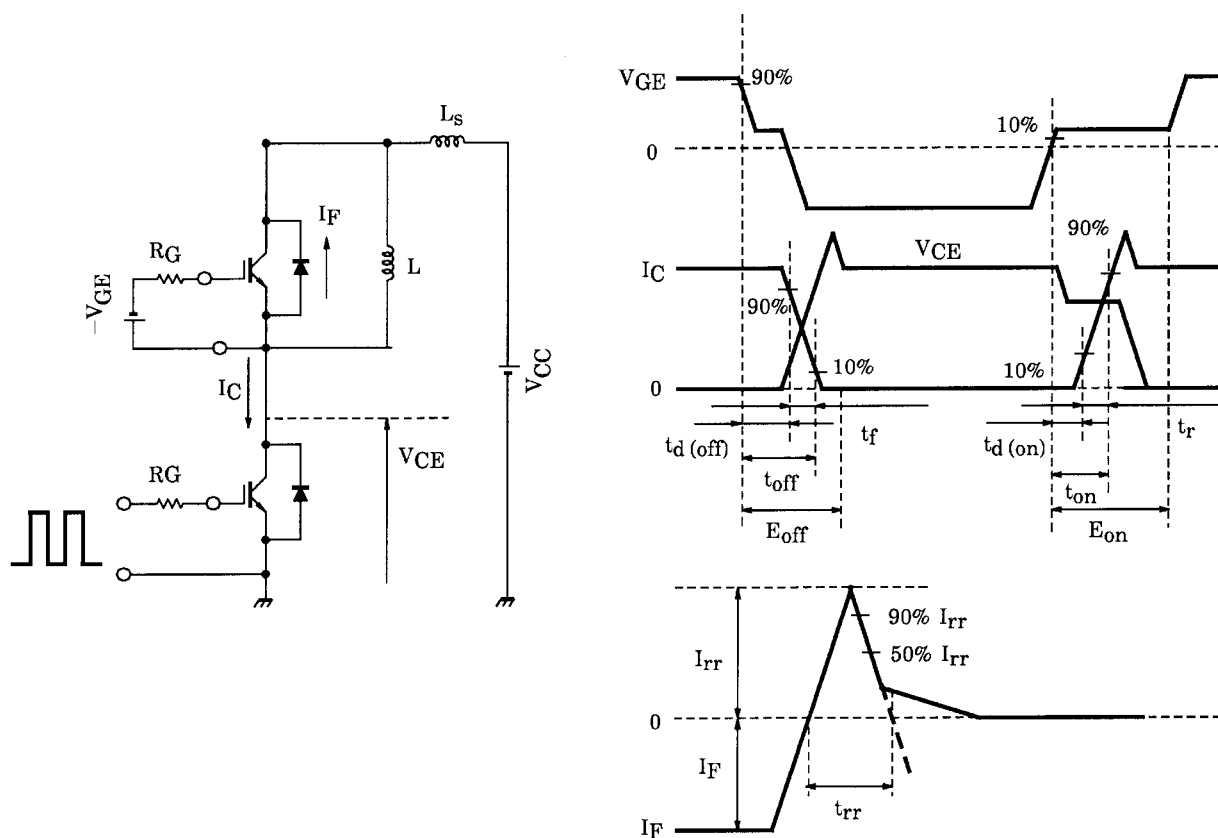 LS
IF
RG
L
–VGE
VCC
IC
VCE
RG
VGE
90%
10%
0
90%
VCE
IC
90%
10%
10%
0
td (off)
tf
td (on)
tr
toff
ton
Eoff
Eon
90% Irr
50% Irr
Irr
0
IF
trr
IF